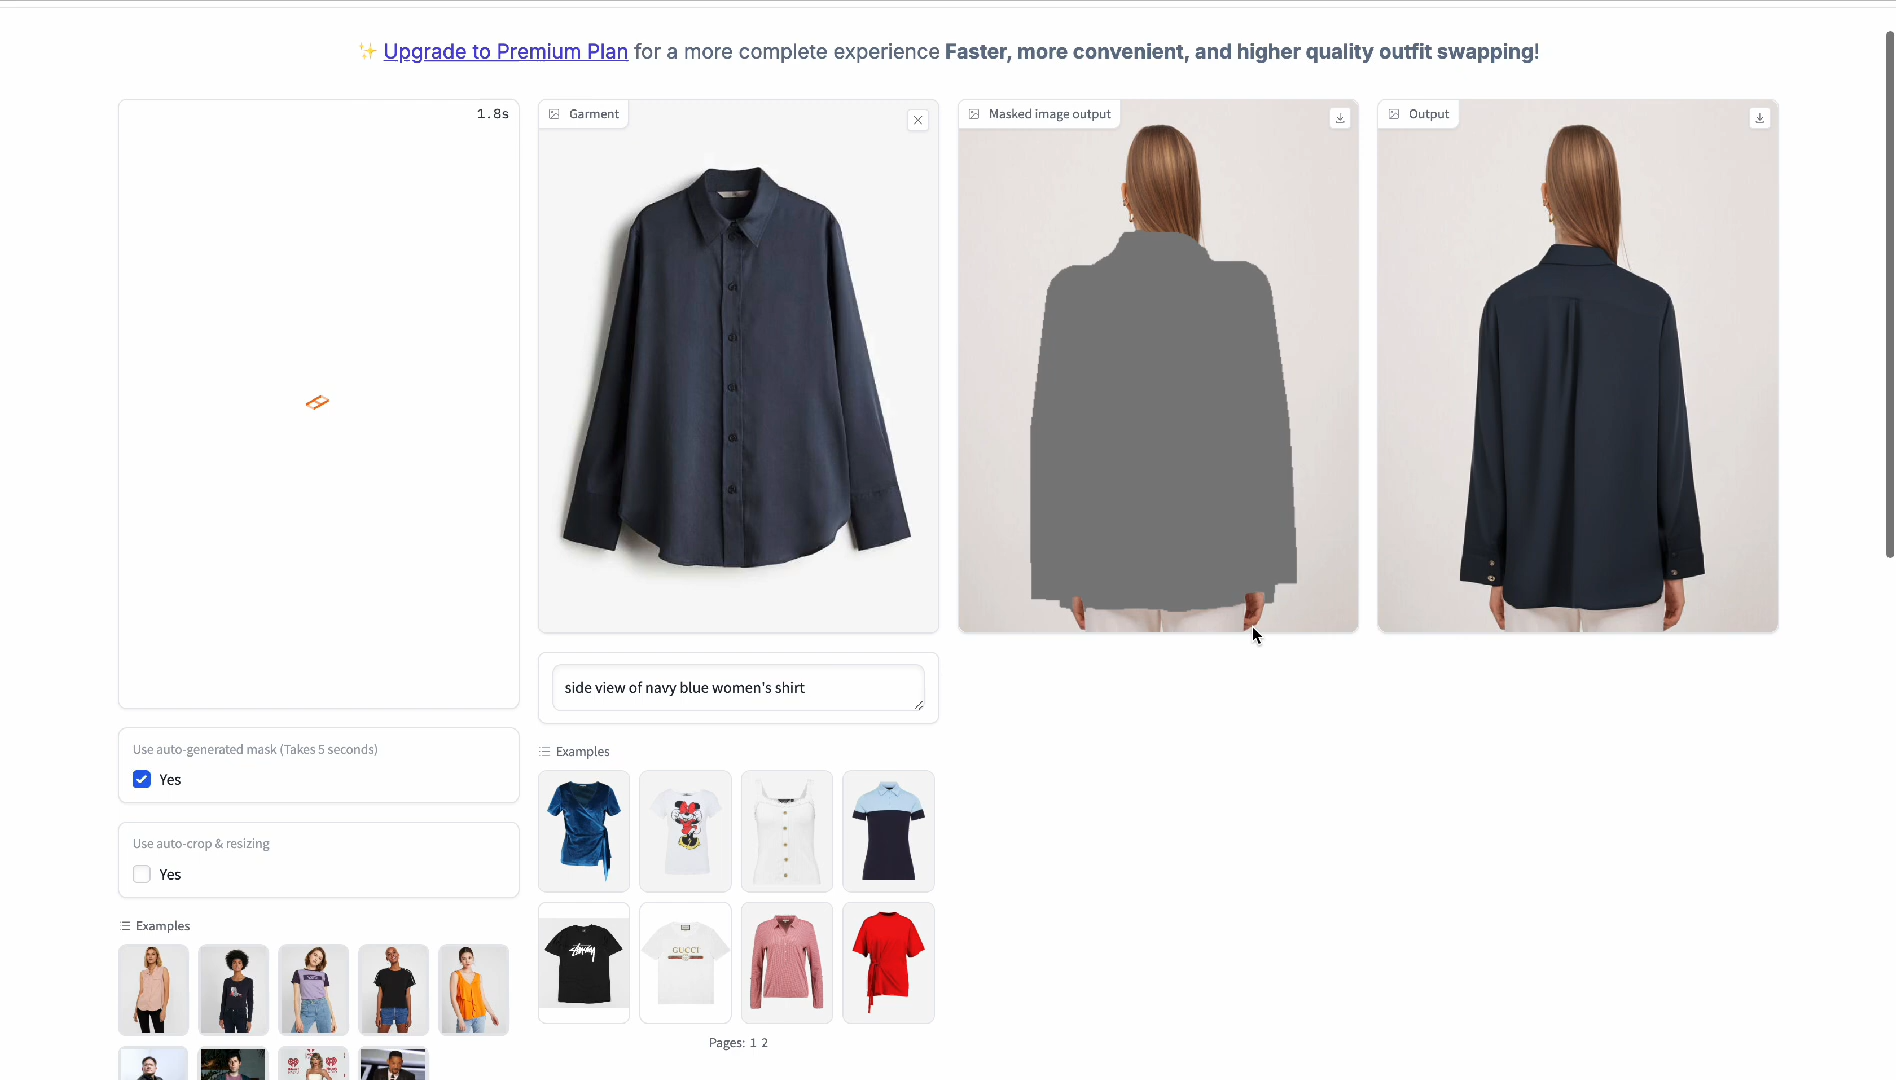 ✨ Upgrade to Premium Plan for a more complete experience Faster, more convenient, and higher quality outfit swapping!
1.8s
Garment
Masked image output
Output
side view of navy blue women's shirt
Use auto-generated mask (Takes 5 seconds)
Yes
Use auto-crop & resizing
Yes
Examples
Examples
GUCCI
Pages: 1 2